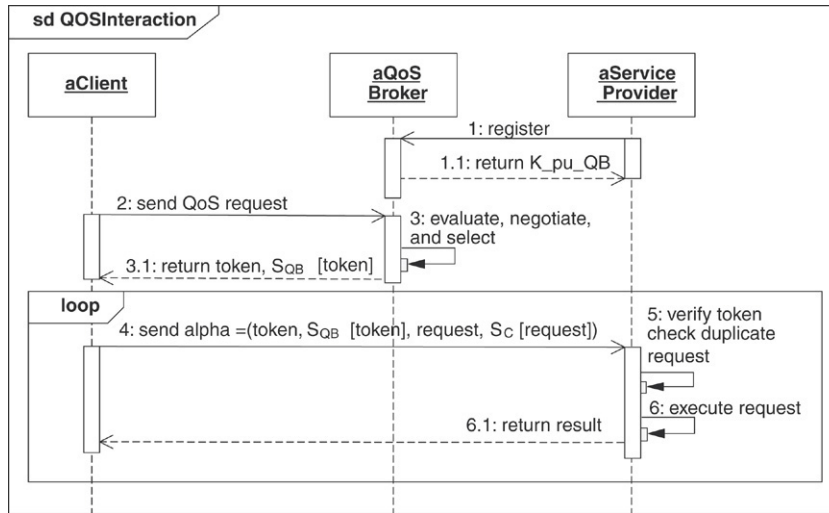 sd QOSInteraction
aClient
aQoS
Broker
aService
Provider
1: register
1.1: return K_pu_QB
2: send QoS request
3: evaluate, negotiate,
and select
3.1: return token, SQB [token]
loop
4: send alpha =(token, SQB [token], request, SC [request])
5: verify token
check duplicate
request
6: execute request
6.1: return result